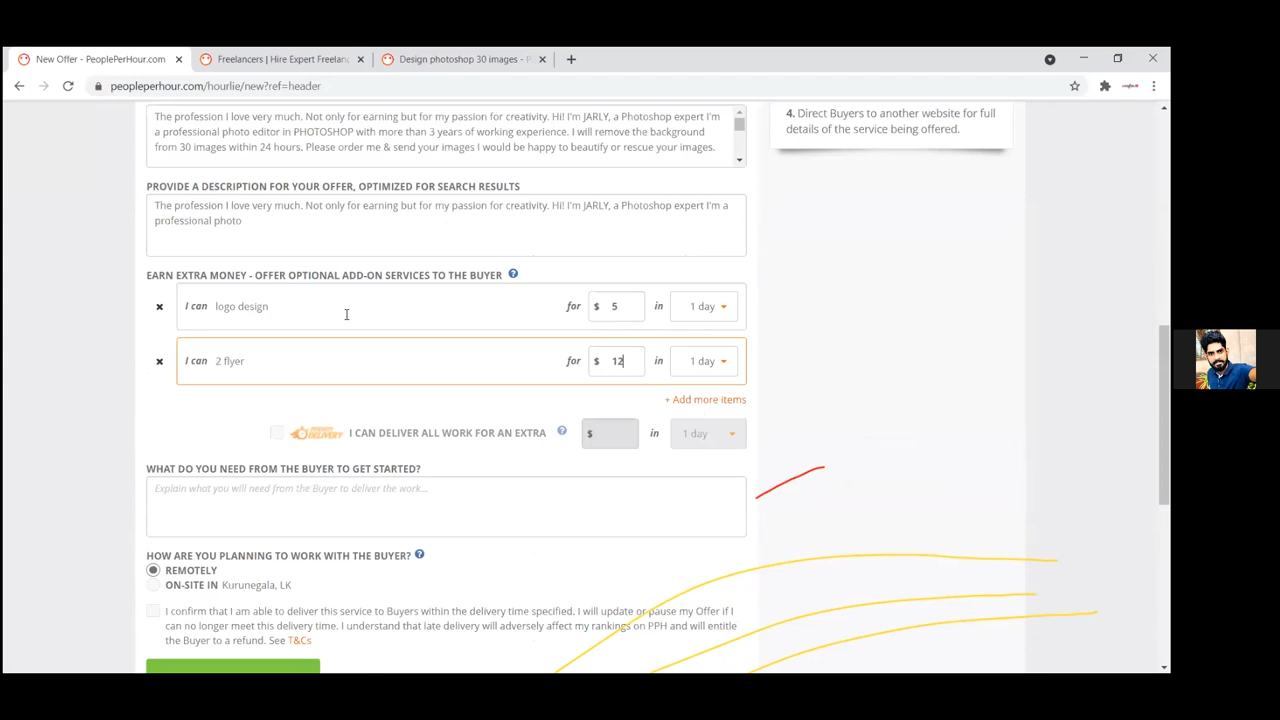 New Offer - PeoplePerHour.com
Freelancers | Hire Expert Freelanc
Design photoshop 30 images - P
peopleperhour.com/hourlie/new?ref=header
The profession I love very much. Not only for earning but for my passion for creativity. Hi! I'm JARLY, a Photoshop expert I'm
a professional photo editor in PHOTOSHOP with more than 3 years of working experience. I will remove the background
from 30 images within 24 hours. Please order me & send your images I would be happy to beautify or rescue your images.
4. Direct Buyers to another website for full
details of the service being offered.
PROVIDE A DESCRIPTION FOR YOUR OFFER, OPTIMIZED FOR SEARCH RESULTS
The profession I love very much. Not only for earning but for my passion for creativity. Hi! I'm JARLY, a Photoshop expert I'm a
professional photo
EARN EXTRA MONEY - OFFER OPTIONAL ADD-ON SERVICES TO THE BUYER ?
I can logo design for $ 5 in 1 day
I can 2 flyer for $ 12 in 1 day
+ Add more items
I CAN DELIVER ALL WORK FOR AN EXTRA ? $ in 1 day
WHAT DO YOU NEED FROM THE BUYER TO GET STARTED?
Explain what you will need from the Buyer to deliver the work...
HOW ARE YOU PLANNING TO WORK WITH THE BUYER? ?
REMOTELY
ON-SITE IN Kurunegala, LK
I confirm that I am able to deliver this service to Buyers within the delivery time specified. I will update or pause my Offer if I
can no longer meet this delivery time. I understand that late delivery will adversely affect my rankings on PPH and will entitle
the Buyer to a refund. See T&Cs